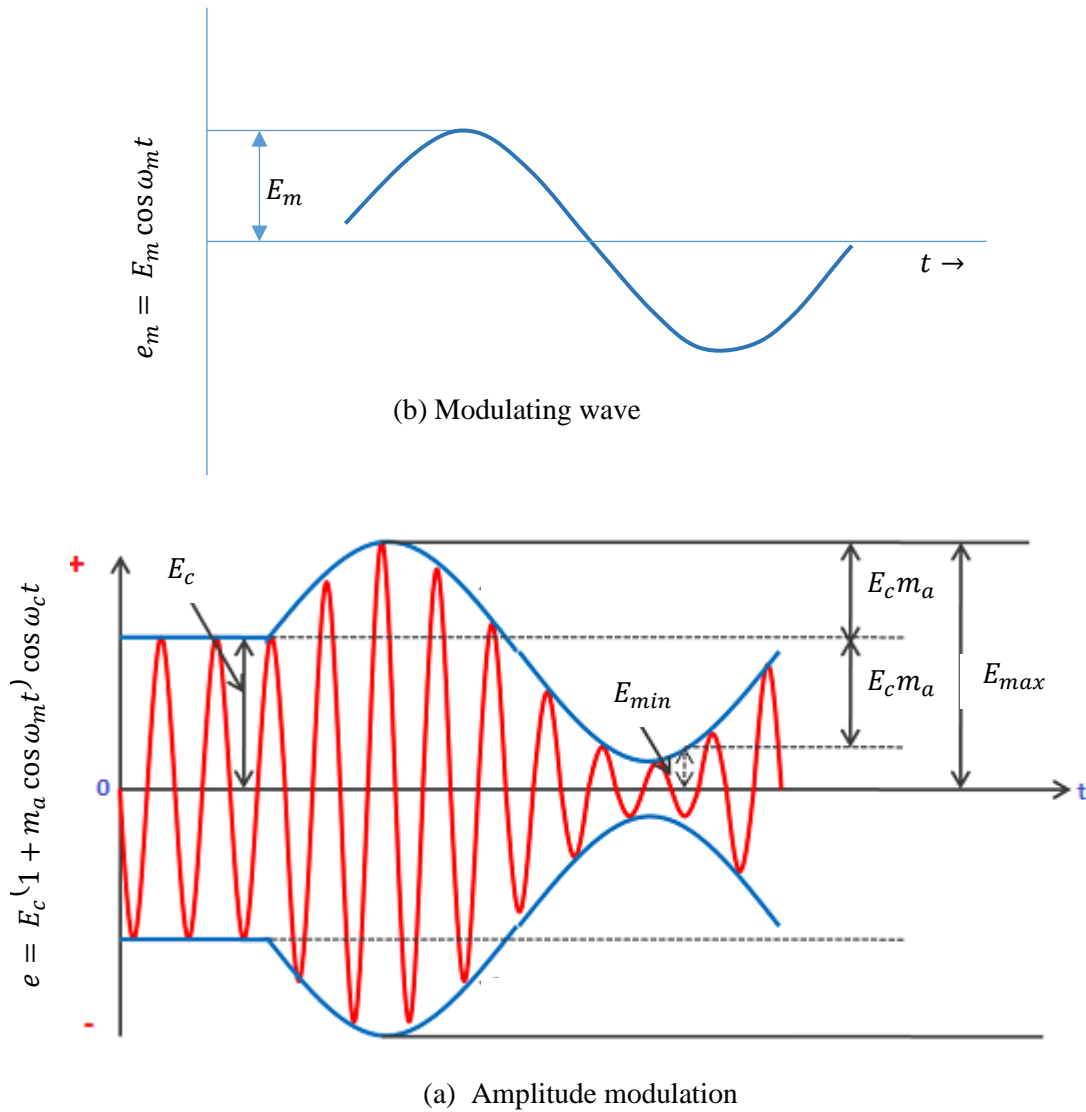 e_m = E_m cos ω_m t
E_m
t →
(b) Modulating wave
+
E_c
E_c m_a
E_c m_a
E_max
E_min
0
t
e = E_c (1 + m_a cos ω_m t) cos ω_c t
-
(a) Amplitude modulation